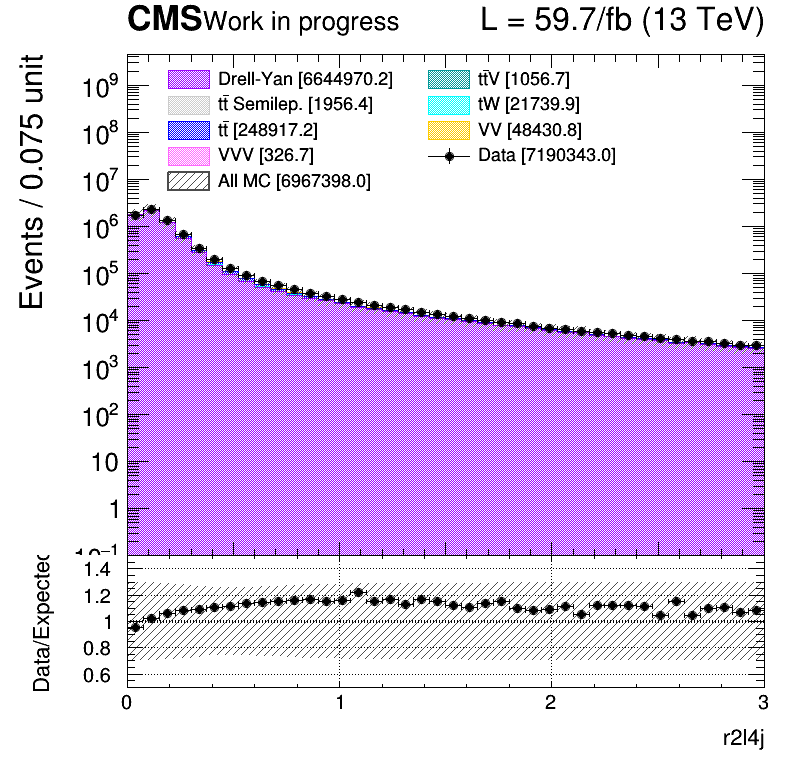 CMS Work in progress L = 59.7/fb (13 TeV)
Events / 0.075 unit
Drell-Yan [6644970.2] tt̄V [1056.7]
tt̄ Semilep. [1956.4] tW [21739.9]
tt̄ [248917.2] VV [48430.8]
VVV [326.7] Data [7190343.0]
All MC [6967398.0]
10⁹
10⁸
10⁷
10⁶
10⁵
10⁴
10³
10²
10
1
10⁻¹
Data/Expected
1.4
1.2
1
0.8
0.6
0 1 2 3
r2l4j